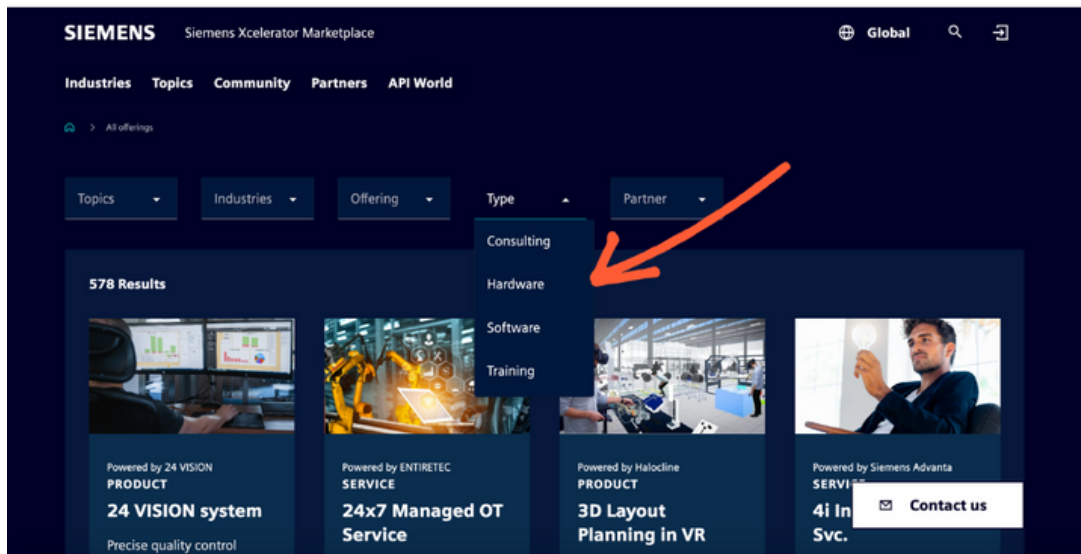 SIEMENS Siemens Xcelerator Marketplace Global
Industries Topics Community Partners API World
> All offerings
Topics Industries Offering Type Partner
Consulting
Hardware
Software
Training
578 Results
Powered by 24 VISION
PRODUCT
24 VISION system
Precise quality control
Powered by ENTIRETEC
SERVICE
24x7 Managed OT
Service
Powered by Halocline
PRODUCT
3D Layout
Planning in VR
Powered by Siemens Advanta
4i
Svc.
Contact us